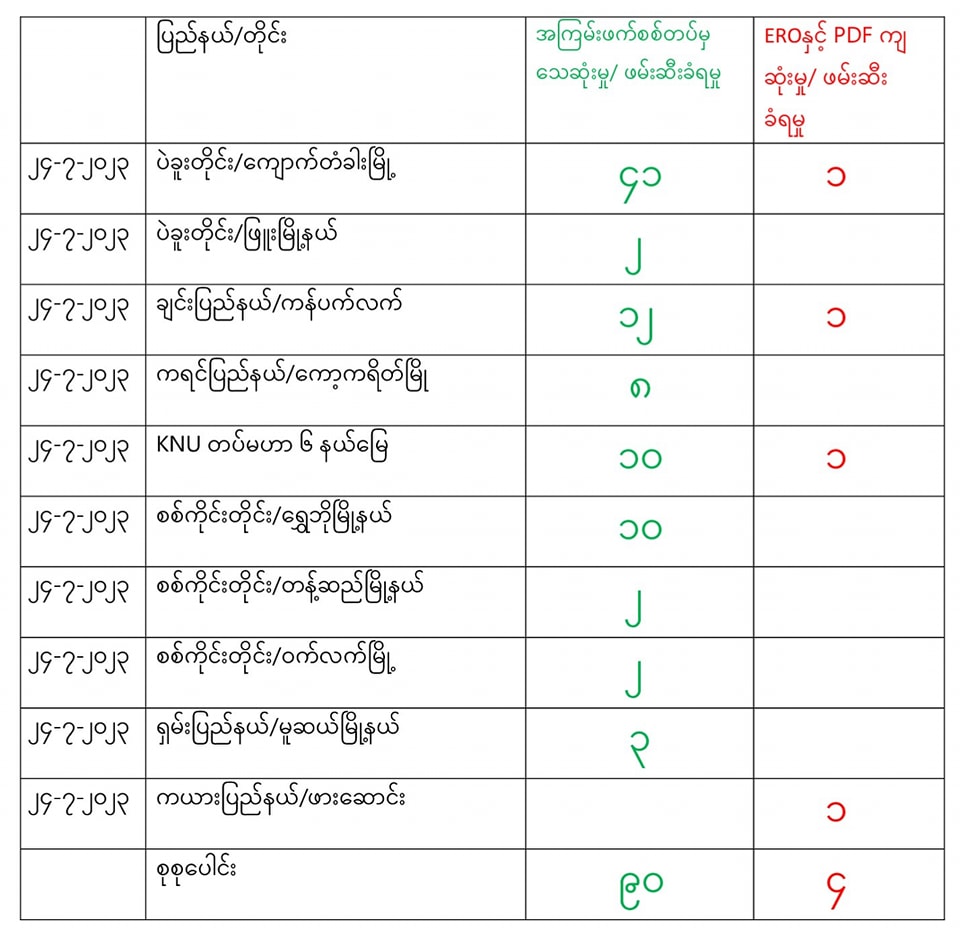 ပြည်နယ်/တိုင်း
အကြမ်းဖက်စစ်တပ်မှ
သေဆုံးမှု/ ဖမ်းဆီးခံရမှု
EROနှင့် PDF ကျ
ဆုံးမှု/ ဖမ်းဆီး
ခံရမှု
၂၄-၇-၂၀၂၃ ပဲခူးတိုင်း/ကျောက်တံခါးမြို့ ၄၁ ၁
၂၄-၇-၂၀၂၃ ပဲခူးတိုင်း/ဖြူးမြို့နယ် ၂
၂၄-၇-၂၀၂၃ ချင်းပြည်နယ်/ကန်ပက်လက် ၁၂ ၁
၂၄-၇-၂၀၂၃ ကရင်ပြည်နယ်/ကော့ကရိတ်မြို ၈
၂၄-၇-၂၀၂၃ KNU တပ်မဟာ ၆ နယ်မြေ ၁၀ ၁
၂၄-၇-၂၀၂၃ စစ်ကိုင်းတိုင်း/ရွှေဘိုမြို့နယ် ၁၀
၂၄-၇-၂၀၂၃ စစ်ကိုင်းတိုင်း/တန့်ဆည်မြို့နယ် ၂
၂၄-၇-၂၀၂၃ စစ်ကိုင်းတိုင်း/ဝက်လက်မြို့ ၂
၂၄-၇-၂၀၂၃ ရှမ်းပြည်နယ်/မူဆယ်မြို့နယ် ၃
၂၄-၇-၂၀၂၃ ကယားပြည်နယ်/ဖားဆောင်း ၁
စုစုပေါင်း ၉၀ ၄